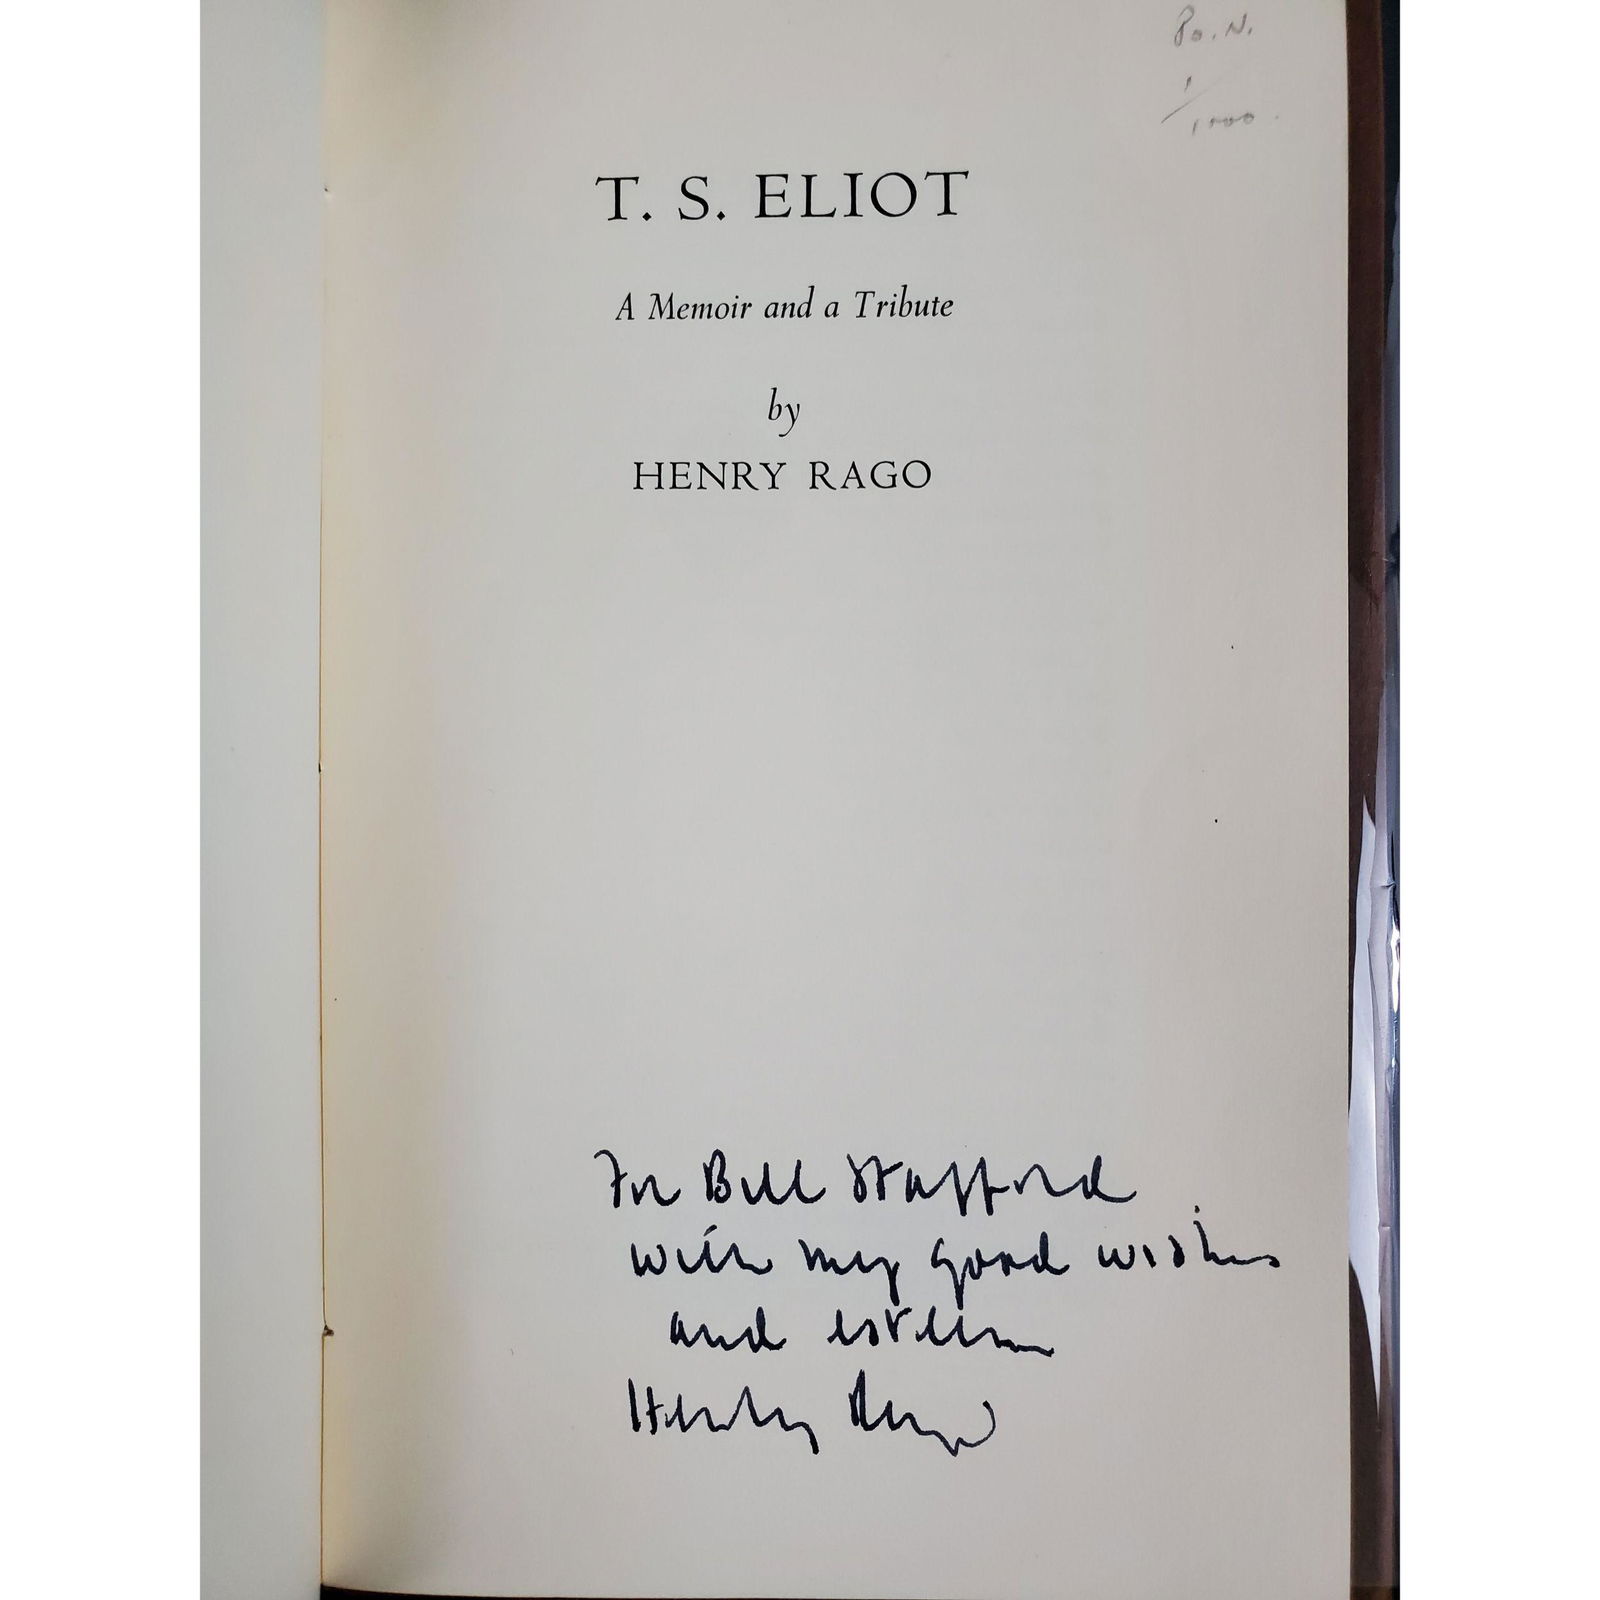 Po. N.
1/1000.
T. S. ELIOT
A Memoir and a Tribute
by
HENRY RAGO
For Bill Stafford
with my good wishes
and esteem
Henry Rago